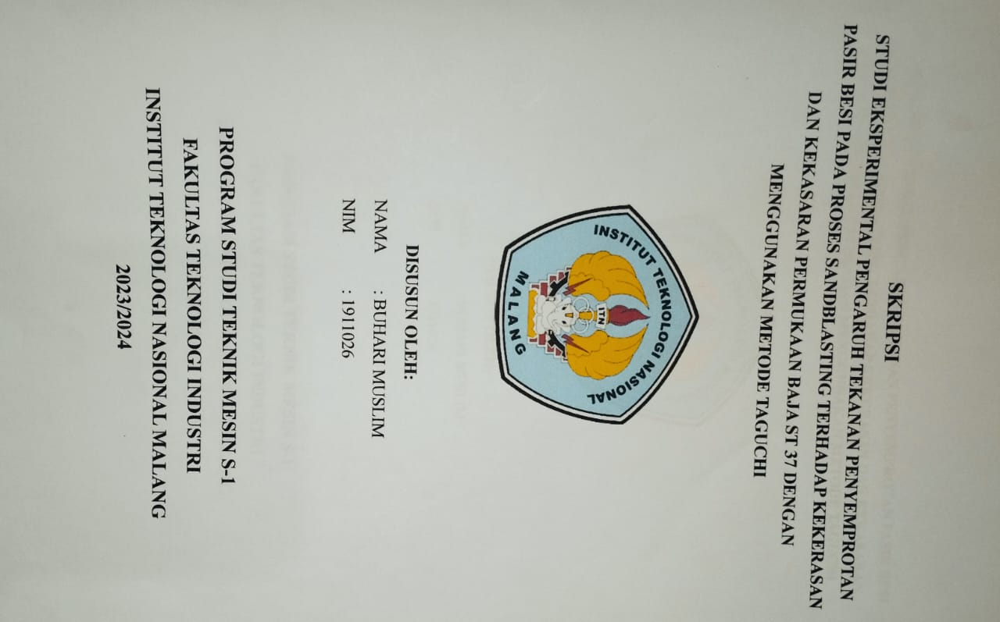 SKRIPSI
STUDI EKSPERIMENTAL PENGARUH TEKANAN PENYEMPROTAN
PASIR BESI PADA PROSES SANDBLASTING TERHADAP KEKERASAN
DAN KEKASARAN PERMUKAAN BAJA ST 37 DENGAN
MENGGUNAKAN METODE TAGUCHI
INSTITUT TEKNOLOGI NASIONAL
ITN
MALANG
DISUSUN OLEH:
NAMA : BUHARI MUSLIM
NIM : 1911026
PROGRAM STUDI TEKNIK MESIN S-1
FAKULTAS TEKNOLOGI INDUSTRI
INSTITUT TEKNOLOGI NASIONAL MALANG
2023/2024